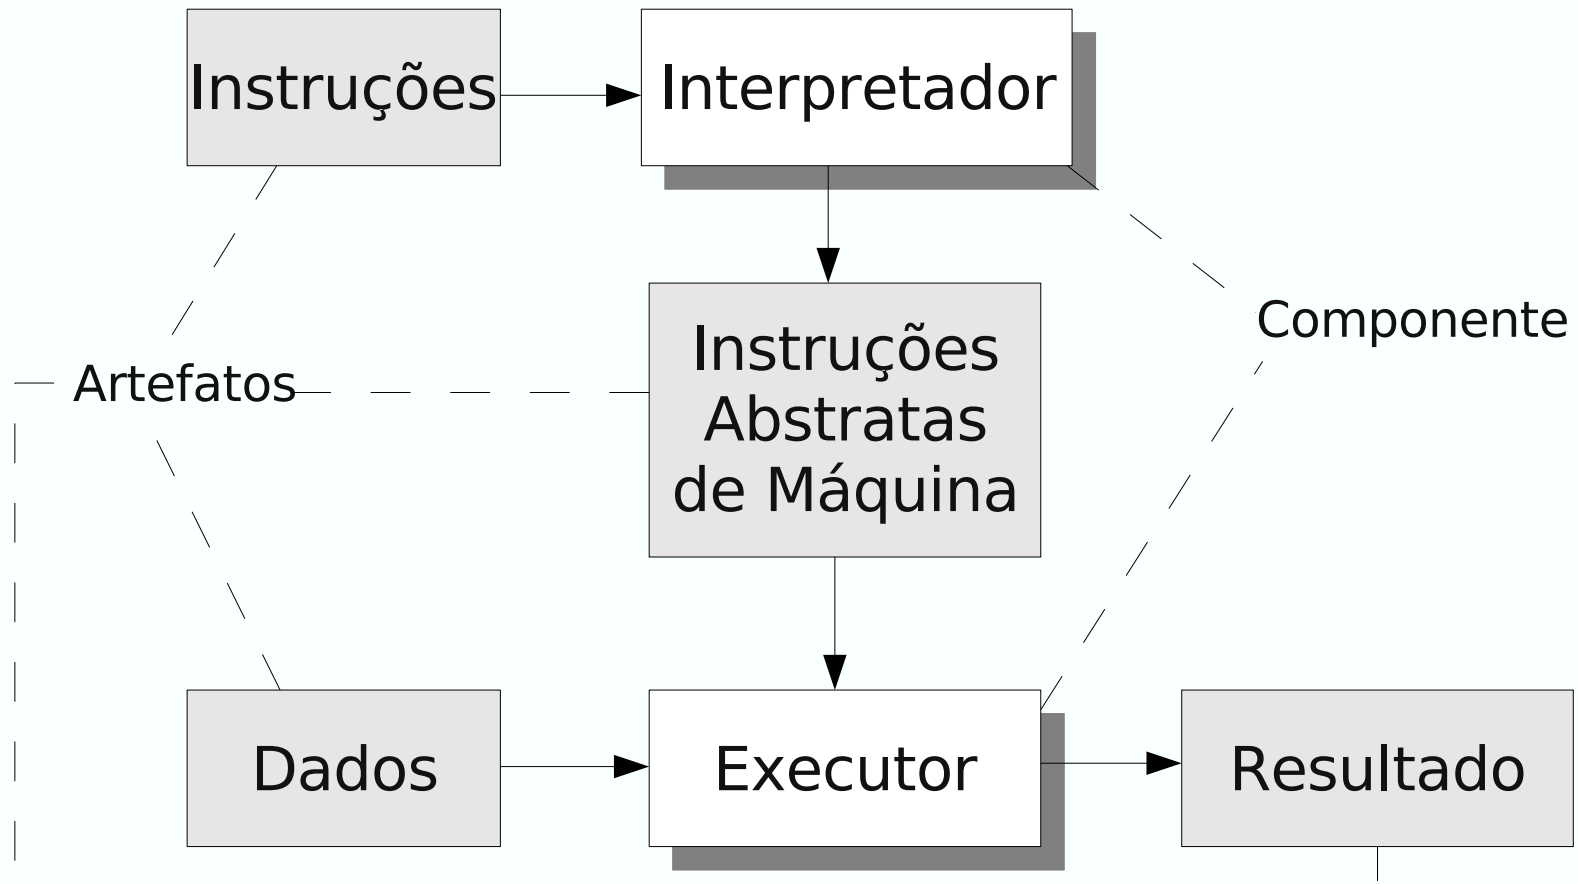 Instruções
Interpretador
Componente
Artefatos
Instruções
Abstratas
de Máquina
Dados
Executor
Resultado